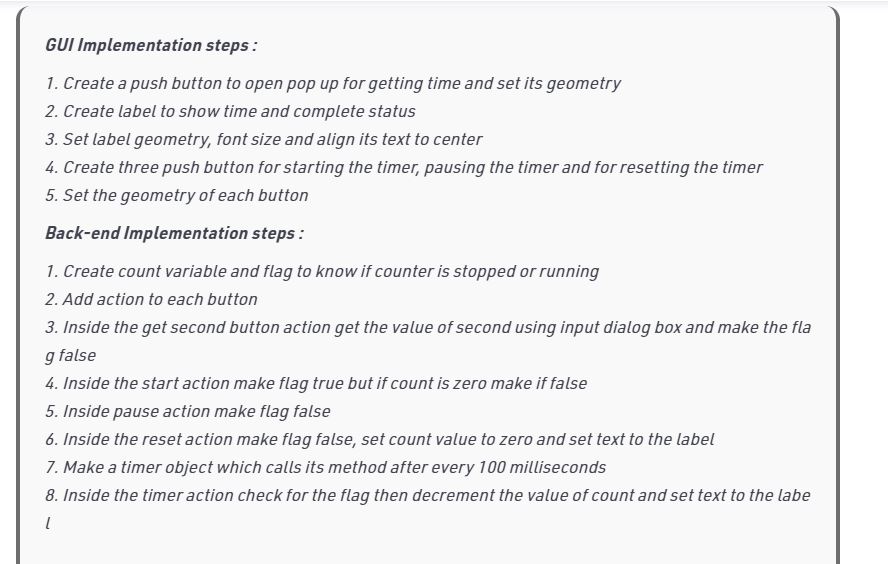 GUI Implementation steps :
1. Create a push button to open pop up for getting time and set its geometry
2. Create label to show time and complete status
3. Set label geometry, font size and align its text to center
4. Create three push button for starting the timer, pausing the timer and for resetting the timer
5. Set the geometry of each button
Back-end Implementation steps :
1. Create count variable and flag to know if counter is stopped or running
2. Add action to each button
3. Inside the get second button action get the value of second using input dialog box and make the fla
g false
4. Inside the start action make flag true but if count is zero make if false
5. Inside pause action make flag false
6. Inside the reset action make flag false, set count value to zero and set text to the label
7. Make a timer object which calls its method after every 100 milliseconds
8. Inside the timer action check for the flag then decrement the value of count and set text to the labe
l